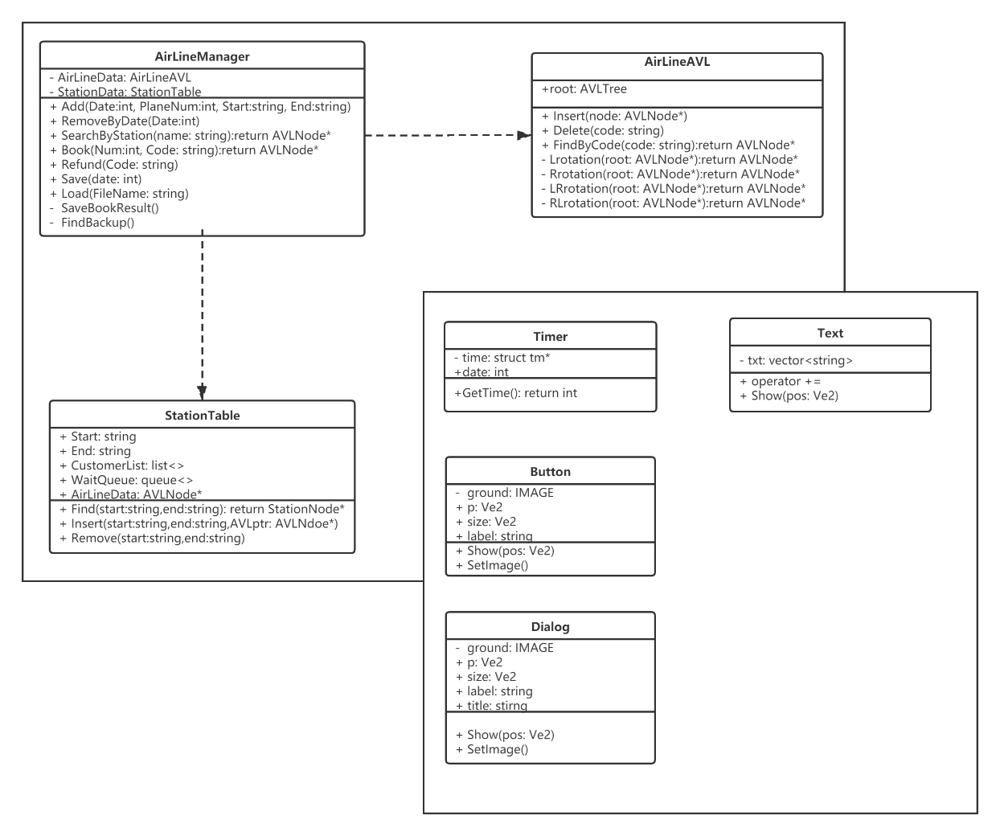 AirLineManager
- AirLineData: AirLineAVL
- StationData: StationTable
+ Add(Date:int, PlaneNum:int, Start:string, End:string)
+ RemoveByDate(Date:int)
+ SearchByStation(name: string):return AVLNode*
+ Book(Num:int, Code: string):return AVLNode*
+ Refund(Code: string)
+ Save(date: int)
+ Load(FileName: string)
- SaveBookResult()
- FindBackup()
AirLineAVL
+root: AVLTree
+ Insert(node: AVLNode*)
+ Delete(code: string)
+ FindByCode(code: string):return AVLNode*
- Lrotation(root: AVLNode*):return AVLNode*
- Rrotation(root: AVLNode*):return AVLNode*
- LRrotation(root: AVLNode*):return AVLNode*
- RLrotation(root: AVLNode*):return AVLNode*
StationTable
+ Start: string
+ End: string
+ CustomerList: list<>
+ WaitQueue: queue<>
+ AirLineData: AVLNode*
+ Find(start:string,end:string): return StationNode*
+ Insert(start:string,end:string,AVLptr: AVLNdoe*)
+ Remove(start:string,end:string)
Timer
- time: struct tm*
+date: int
+GetTime(): return int
Text
- txt: vector<string>
+ operator +=
+ Show(pos: Ve2)
Button
- ground: IMAGE
+ p: Ve2
+ size: Ve2
+ label: string
+ Show(pos: Ve2)
+ SetImage()
Dialog
- ground: IMAGE
+ p: Ve2
+ size: Ve2
+ label: string
+ title: stirng
+ Show(pos: Ve2)
+ SetImage()